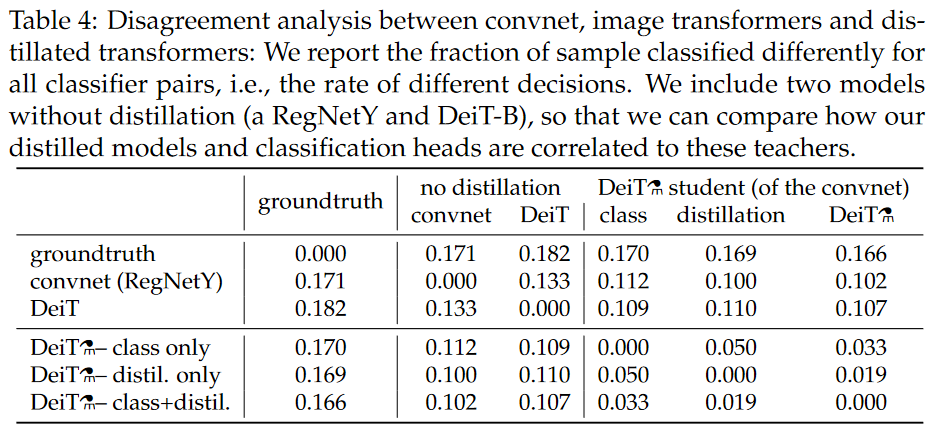 Table 4: Disagreement analysis between convnet, image transformers and dis-
tillated transformers: We report the fraction of sample classified differently for
all classifier pairs, i.e., the rate of different decisions. We include two models
without distillation (a RegNetY and DeiT-B), so that we can compare how our
distilled models and classification heads are correlated to these teachers.
groundtruth no distillation DeiT⚗ student (of the convnet)
convnet DeiT class distillation DeiT⚗
groundtruth 0.000 0.171 0.182 0.170 0.169 0.166
convnet (RegNetY) 0.171 0.000 0.133 0.112 0.100 0.102
DeiT 0.182 0.133 0.000 0.109 0.110 0.107
DeiT⚗– class only 0.170 0.112 0.109 0.000 0.050 0.033
DeiT⚗– distil. only 0.169 0.100 0.110 0.050 0.000 0.019
DeiT⚗– class+distil. 0.166 0.102 0.107 0.033 0.019 0.000